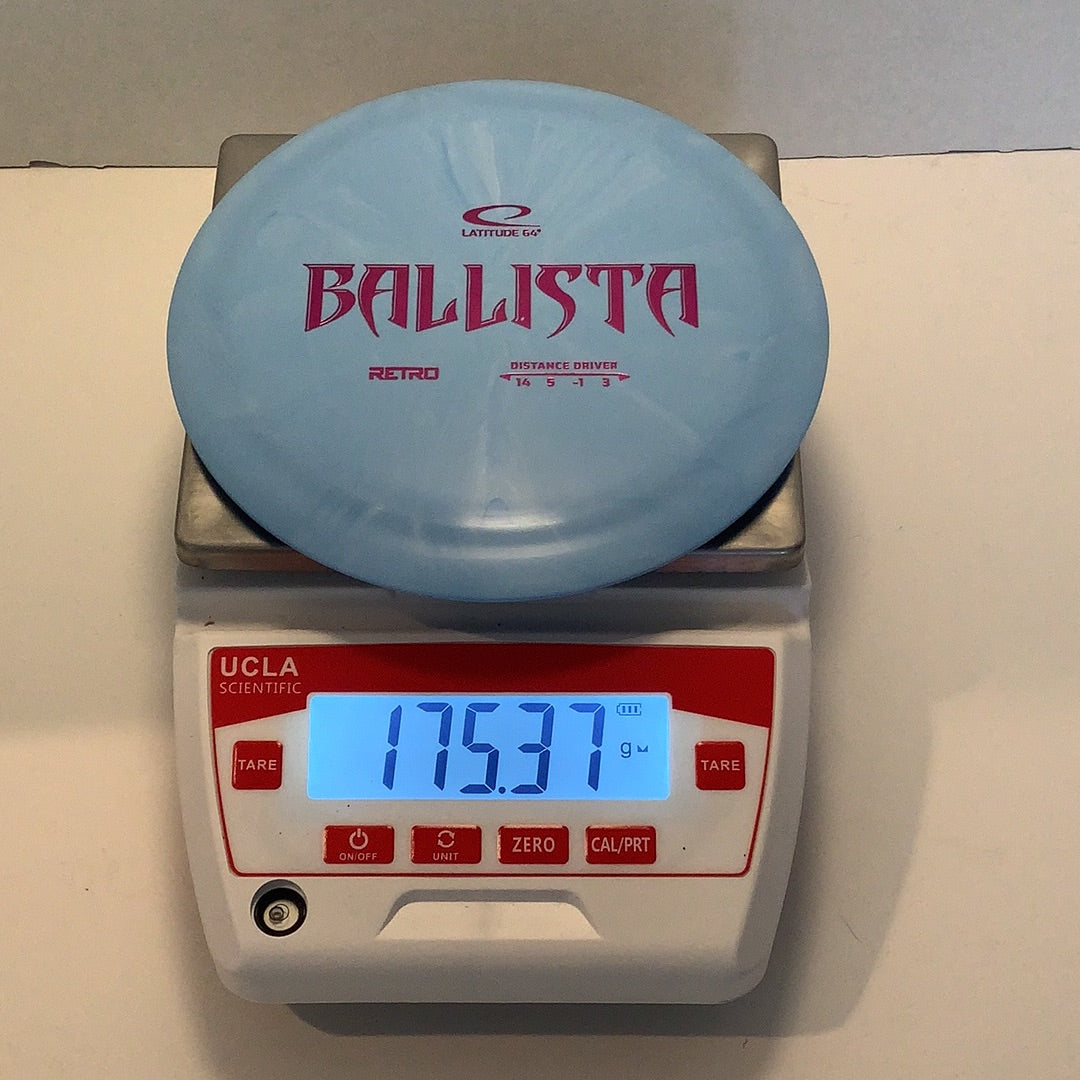 LATITUDE 64°
BALLISTA
RETRO
DISTANCE DRIVER
14 5 -1 3
UCLA
SCIENTIFIC
175.37
g
TARE
TARE
ON/OFF
UNIT
ZERO
CAL/PRT